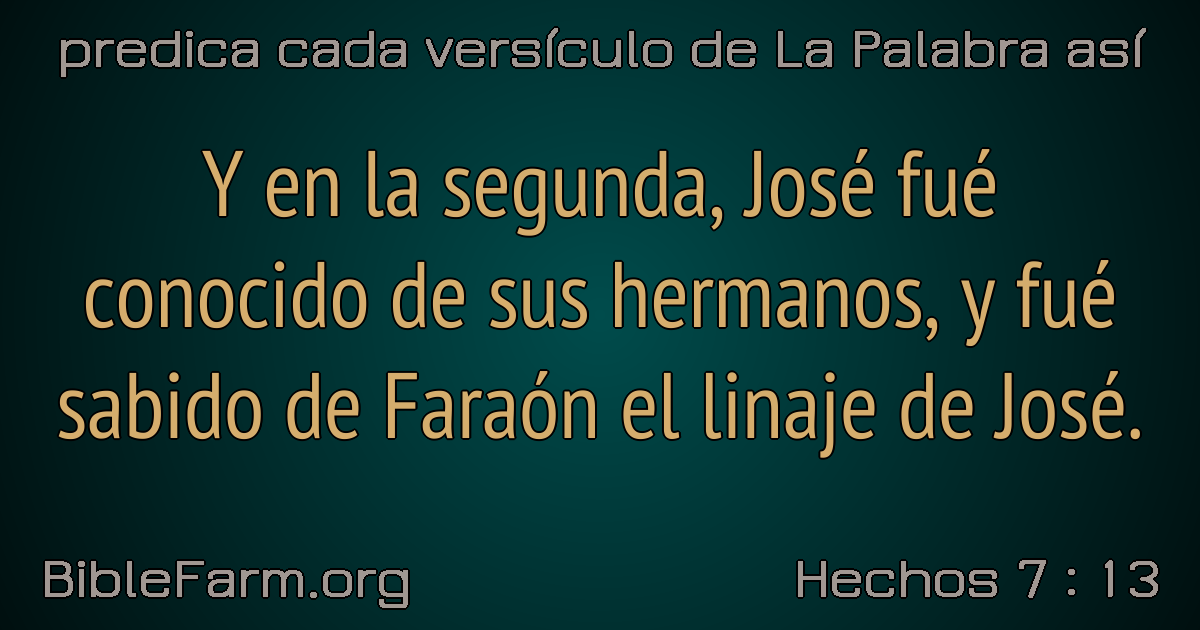 predica cada versículo de La Palabra así
Y en la segunda, José fué
conocido de sus hermanos, y fué
sabido de Faraón el linaje de José.
BibleFarm.org
Hechos 7 : 13